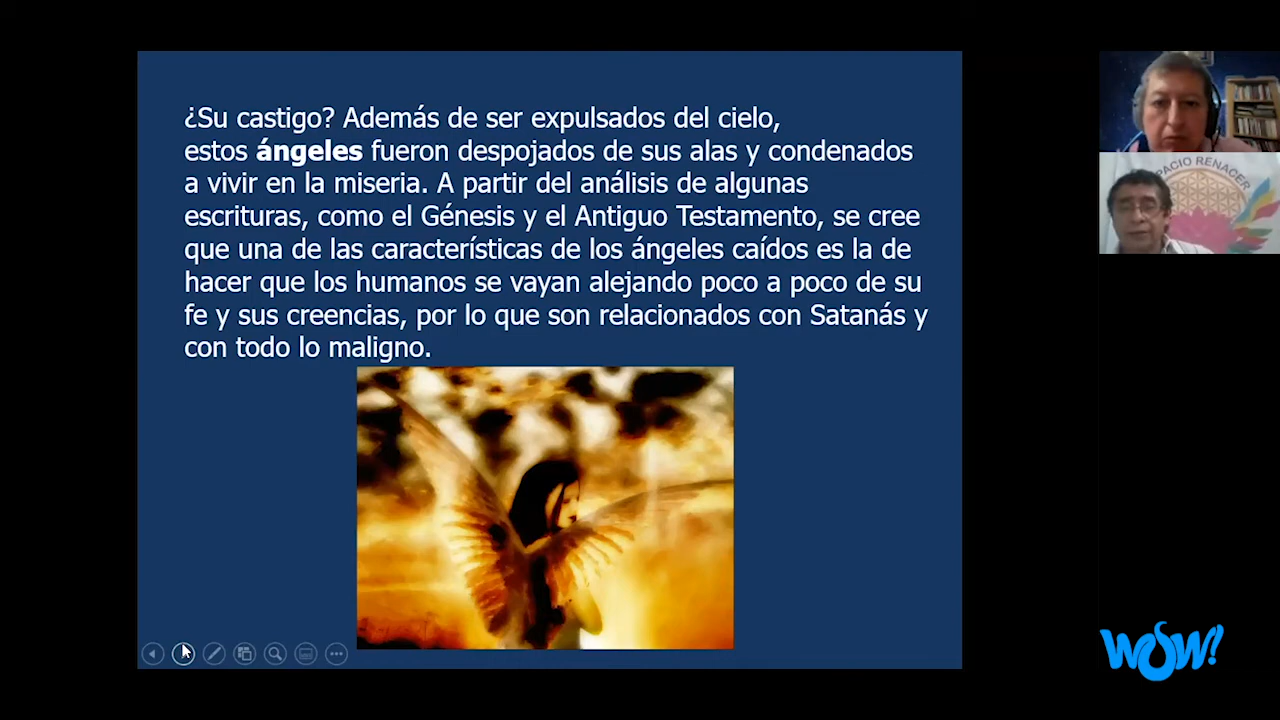 ¿Su castigo? Además de ser expulsados del cielo,
estos ángeles fueron despojados de sus alas y condenados
a vivir en la miseria. A partir del análisis de algunas
escrituras, como el Génesis y el Antiguo Testamento, se cree
que una de las características de los ángeles caídos es la de
hacer que los humanos se vayan alejando poco a poco de su
fe y sus creencias, por lo que son relacionados con Satanás y
con todo lo maligno.
PACIO RENACER
WOW!